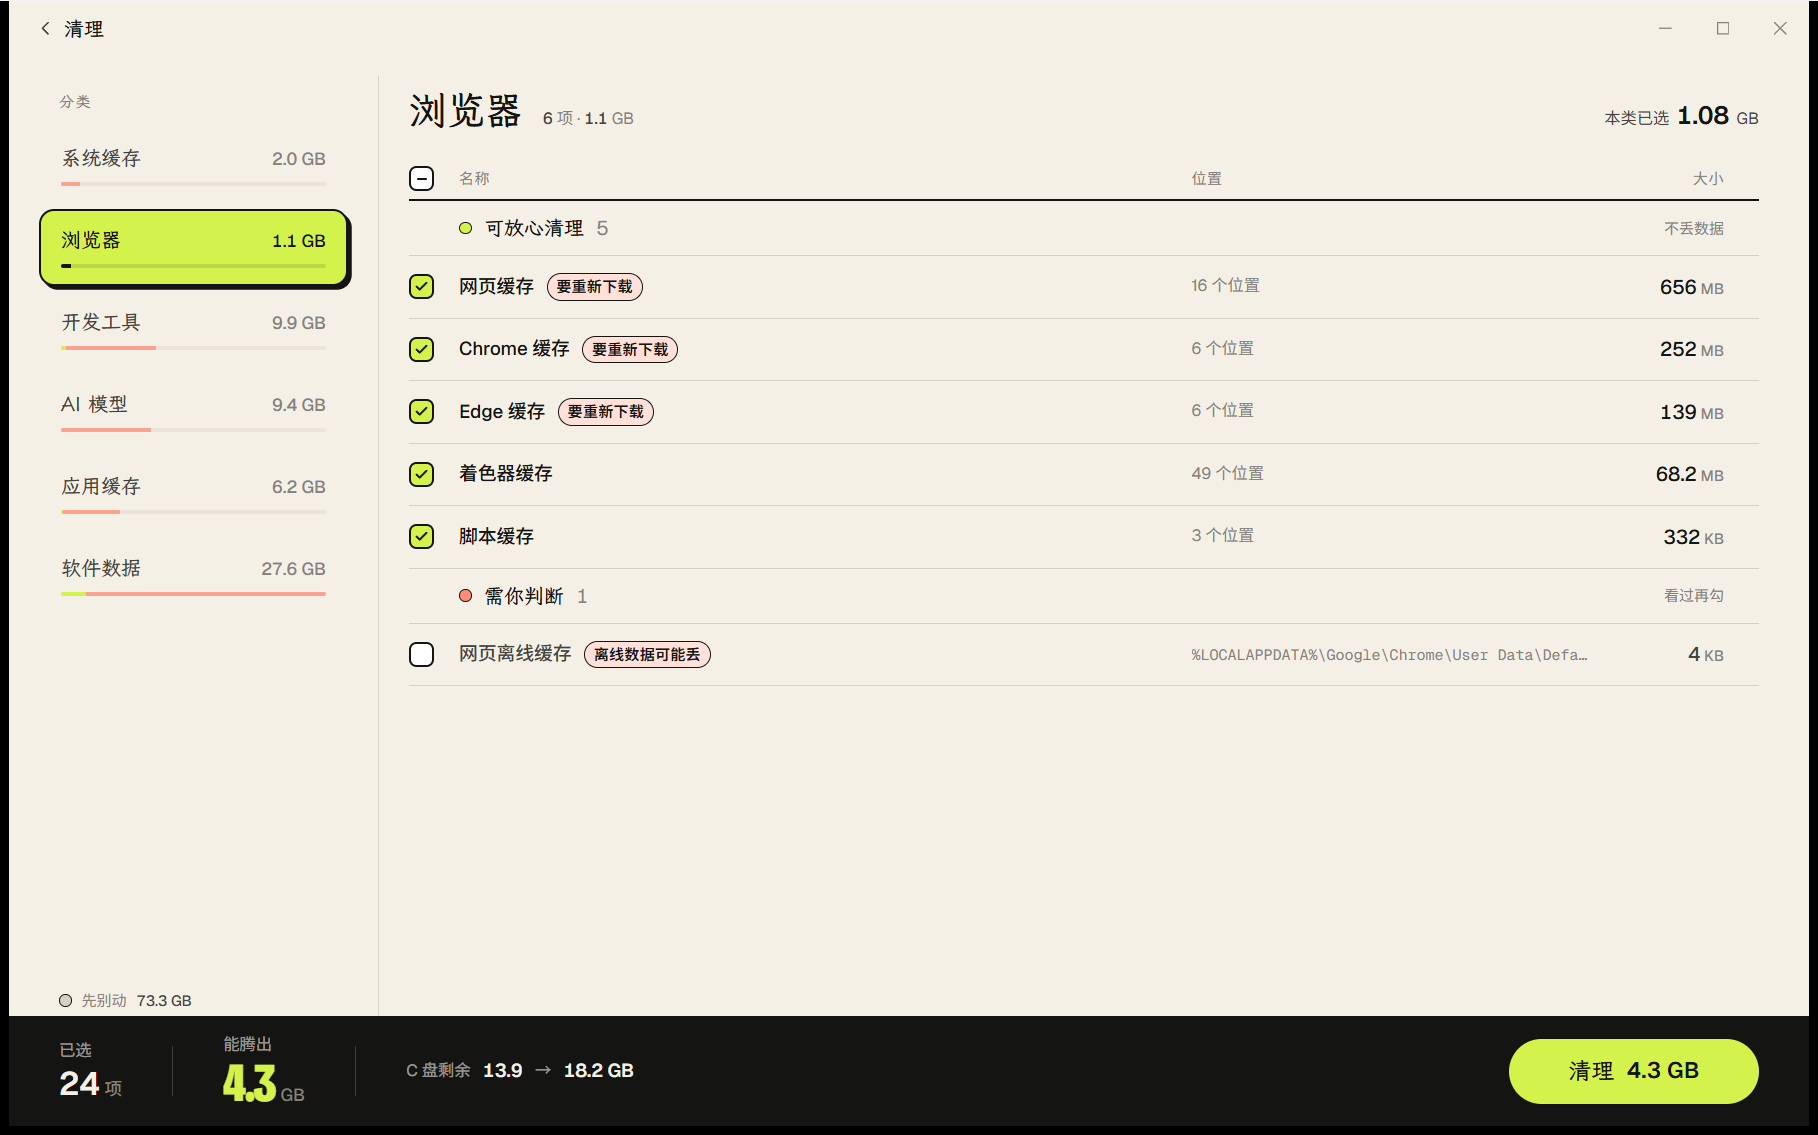 清理
分类
系统缓存 2.0 GB
浏览器 1.1 GB
开发工具 9.9 GB
AI 模型 9.4 GB
应用缓存 6.2 GB
软件数据 27.6 GB
先别动 73.3 GB
浏览器 6 项 · 1.1 GB
本类已选 1.08 GB
名称 位置 大小
可放心清理 5 不丢数据
网页缓存 要重新下载 16 个位置 656 MB
Chrome 缓存 要重新下载 6 个位置 252 MB
Edge 缓存 要重新下载 6 个位置 139 MB
着色器缓存 49 个位置 68.2 MB
脚本缓存 3 个位置 332 KB
需你判断 1 看过再勾
网页离线缓存 离线数据可能丢 %LOCALAPPDATA%\Google\Chrome\User Data\Defa… 4 KB
已选
24 项
能腾出
4.3 GB
C 盘剩余 13.9 → 18.2 GB
清理 4.3 GB